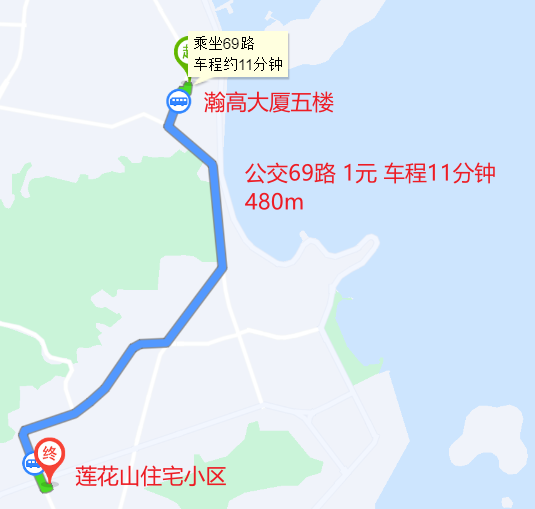 乘坐69路
车程约11分钟
瀚高大厦五楼
公交69路 1元 车程11分钟
480m
终
莲花山住宅小区